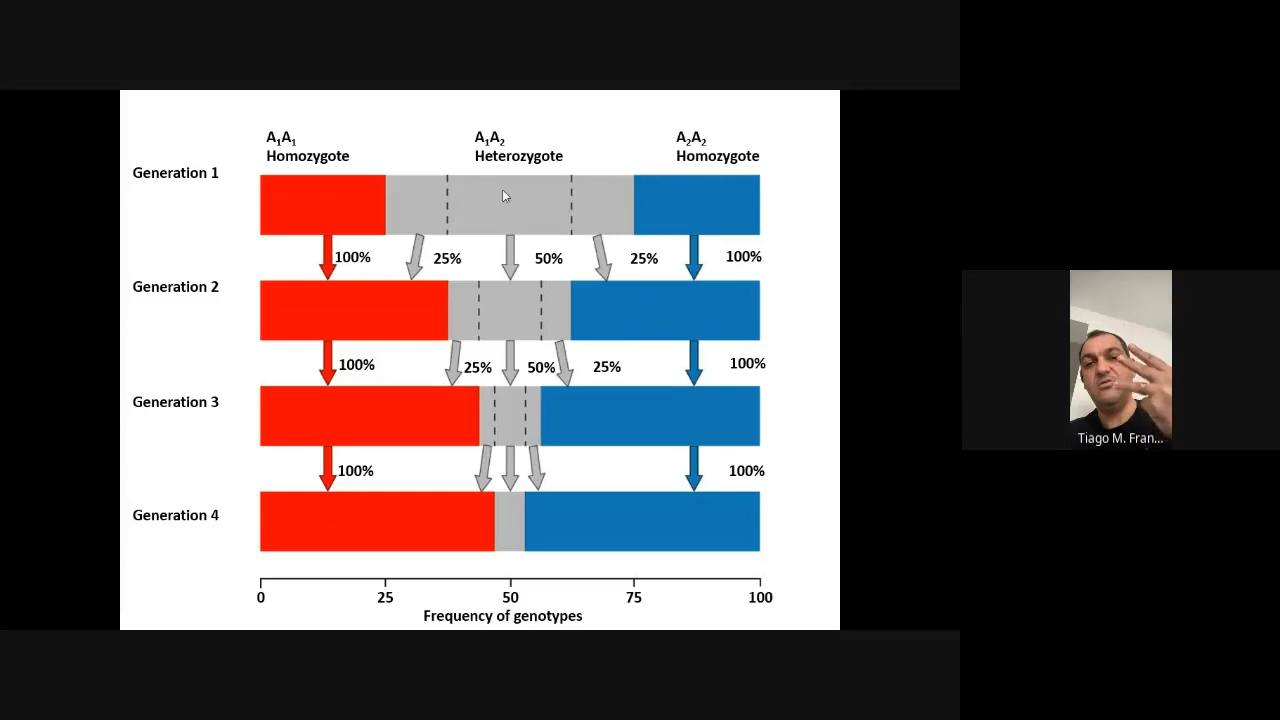 A₁A₁
Homozygote
A₁A₂
Heterozygote
A₂A₂
Homozygote
Generation 1
100%
25%
50%
25%
100%
Generation 2
100%
25%
50%
25%
100%
Generation 3
100%
100%
Generation 4
0
25
50
75
100
Frequency of genotypes
Tiago M. Fran...